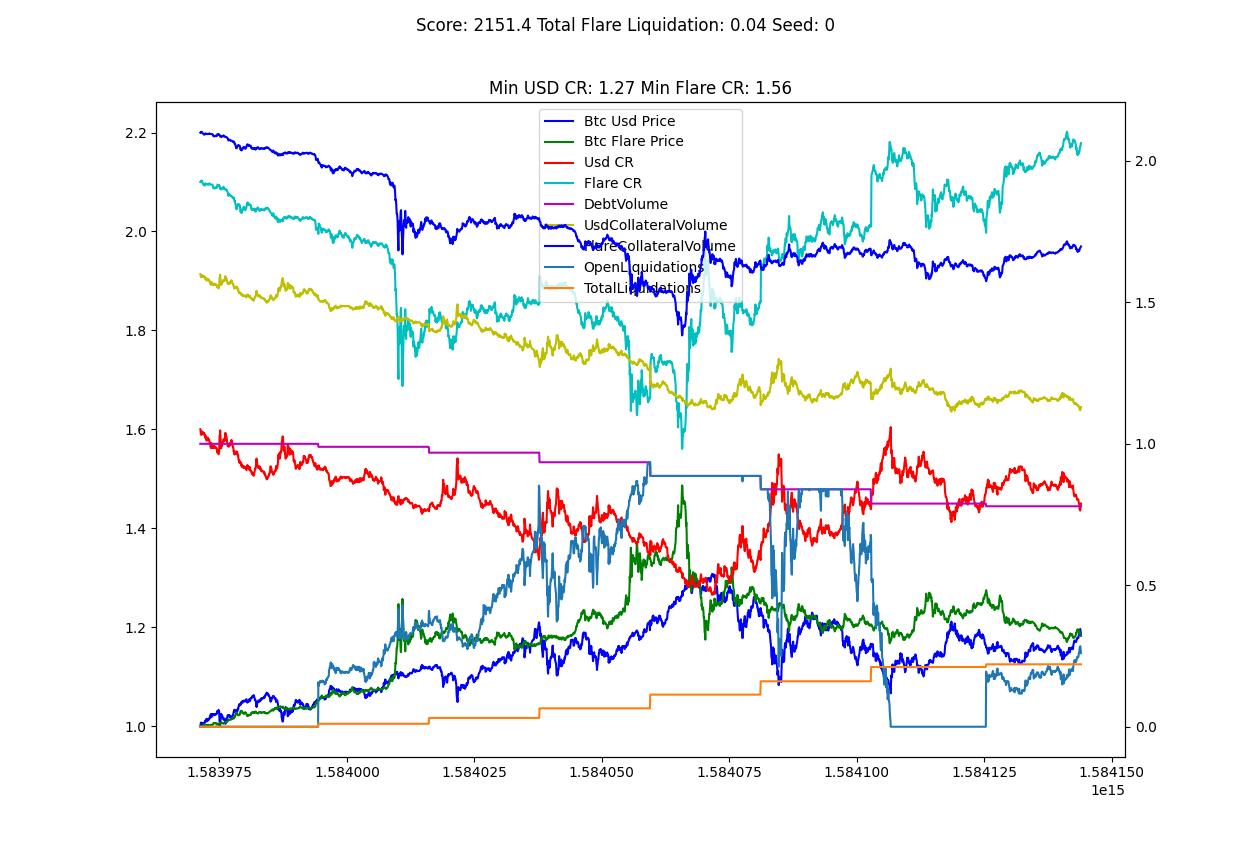 Score: 2151.4 Total Flare Liquidation: 0.04 Seed: 0
Min USD CR: 1.27 Min Flare CR: 1.56
Btc Usd Price
Btc Flare Price
Usd CR
Flare CR
DebtVolume
UsdCollateralVolume
FlareCollateralVolume
OpenLiquidations
TotalLiquidations
2.2
2.0
1.8
1.6
1.4
1.2
1.0
2.0
1.5
1.0
0.5
0.0
1.583975
1.584000
1.584025
1.584050
1.584075
1.584100
1.584125
1.584150
1e15